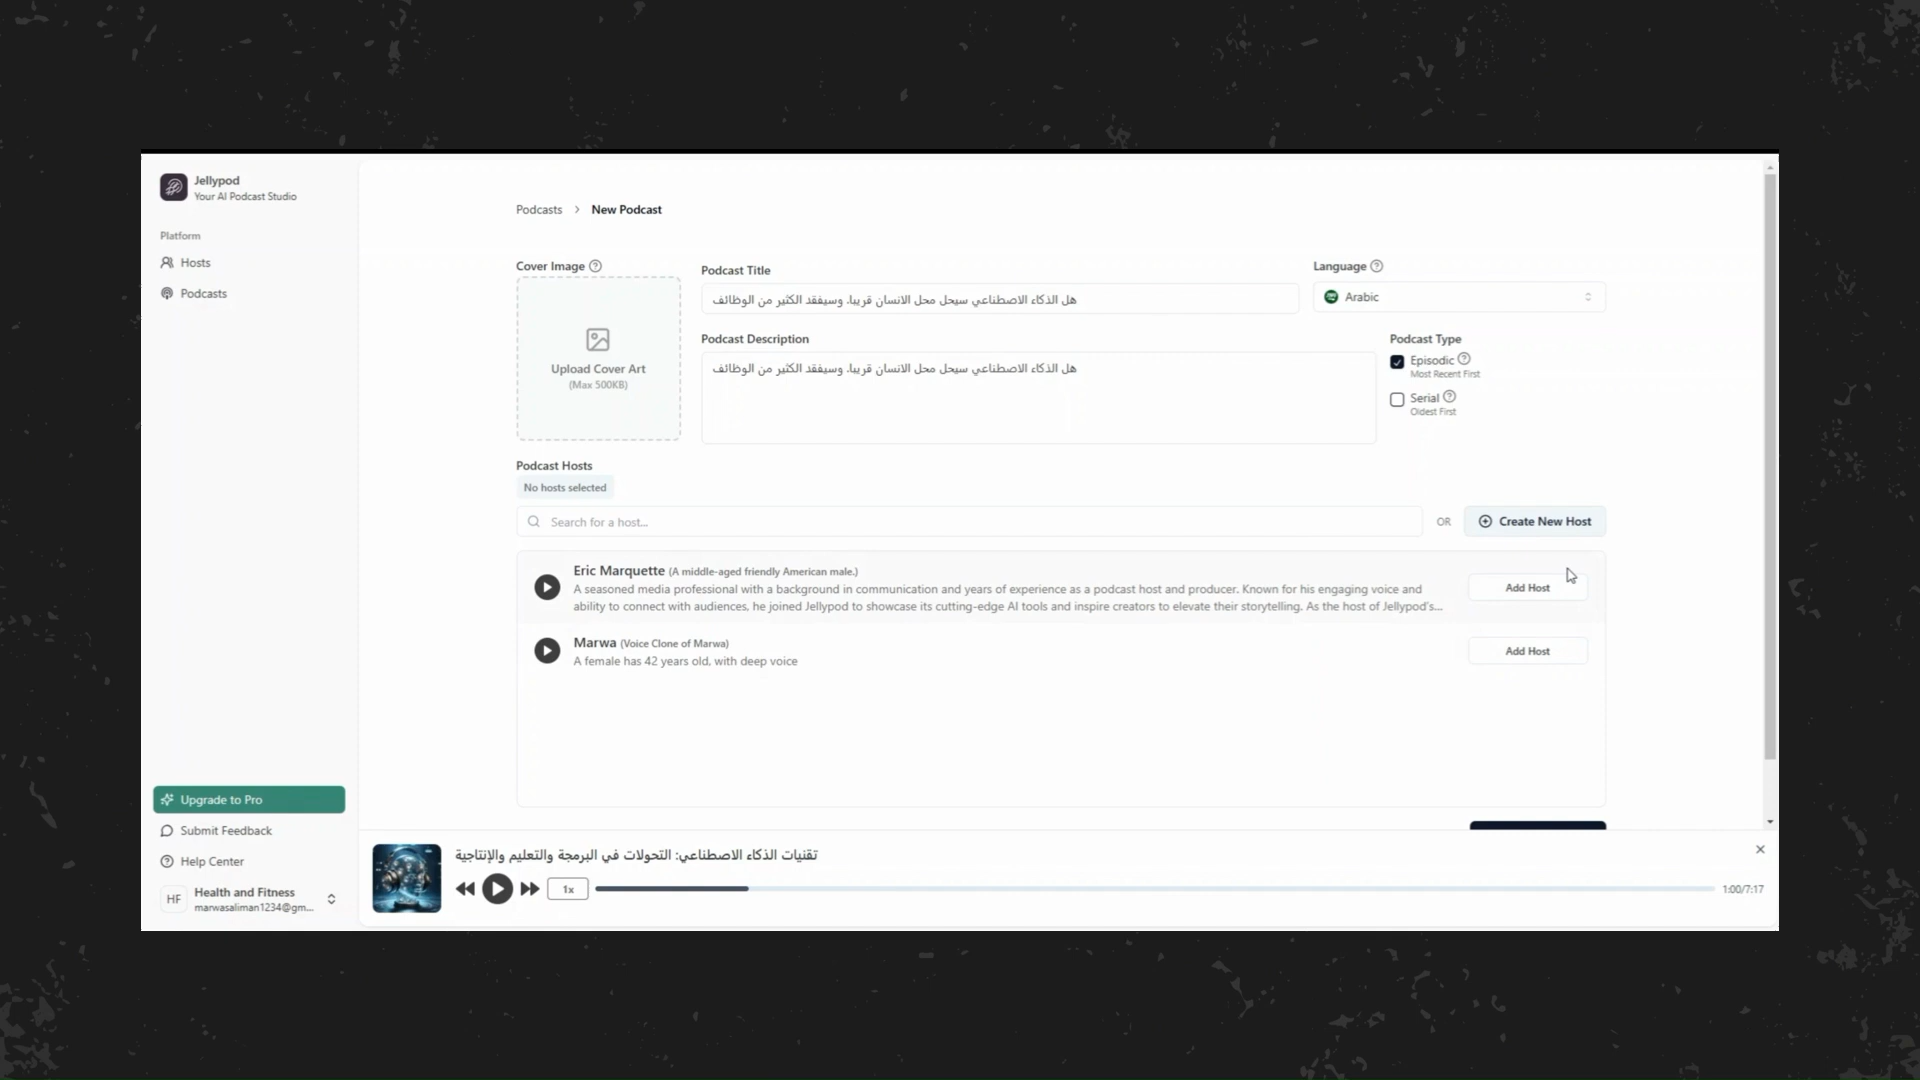 Jellypod
Your AI Podcast Studio
Platform
Hosts
Podcasts
Podcasts > New Podcast
Cover Image
Upload Cover Art
(Max 500KB)
Podcast Title
هل الذكاء الاصطناعي سيحل محل الانسان قريبا. وسيفقد الكثير من الوظائف
Language
Arabic
Podcast Description
هل الذكاء الاصطناعي سيحل محل الانسان قريبا. وسيفقد الكثير من الوظائف
Podcast Type
Episodic
Most Recent First
Serial
Oldest First
Podcast Hosts
No hosts selected
Search for a host...
OR
Create New Host
Eric Marquette (A middle-aged friendly American male.)
A seasoned media professional with a background in communication and years of experience as a podcast host and producer. Known for his engaging voice and
ability to connect with audiences, he joined Jellypod to showcase its cutting-edge AI tools and inspire creators to elevate their storytelling. As the host of Jellypod's...
Add Host
Marwa (Voice Clone of Marwa)
A female has 42 years old, with deep voice
Add Host
Upgrade to Pro
Submit Feedback
Help Center
HF
Health and Fitness
marwasaliman1234@gm...
تقنيات الذكاء الاصطناعي: التحولات في البرمجة والتعليم والإنتاجية
1x
1:00/7:17